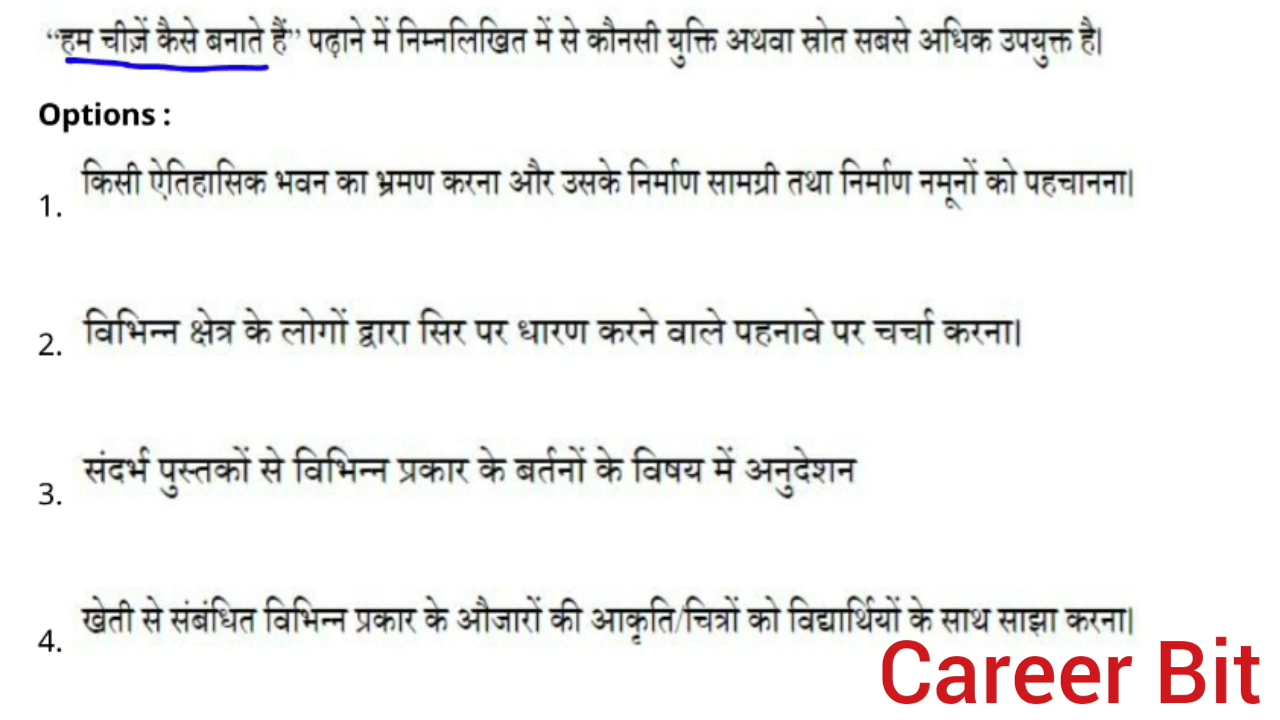 “हम चीज़ें कैसे बनाते हैं” पढ़ाने में निम्नलिखित में से कौनसी युक्ति अथवा स्रोत सबसे अधिक उपयुक्त है।
Options :
1. किसी ऐतिहासिक भवन का भ्रमण करना और उसके निर्माण सामग्री तथा निर्माण नमूनों को पहचानना।
2. विभिन्न क्षेत्र के लोगों द्वारा सिर पर धारण करने वाले पहनावे पर चर्चा करना।
3. संदर्भ पुस्तकों से विभिन्न प्रकार के बर्तनों के विषय में अनुदेशन
4. खेती से संबंधित विभिन्न प्रकार के औजारों की आकृति/चित्रों को विद्यार्थियों के साथ साझा करना।
Career Bit